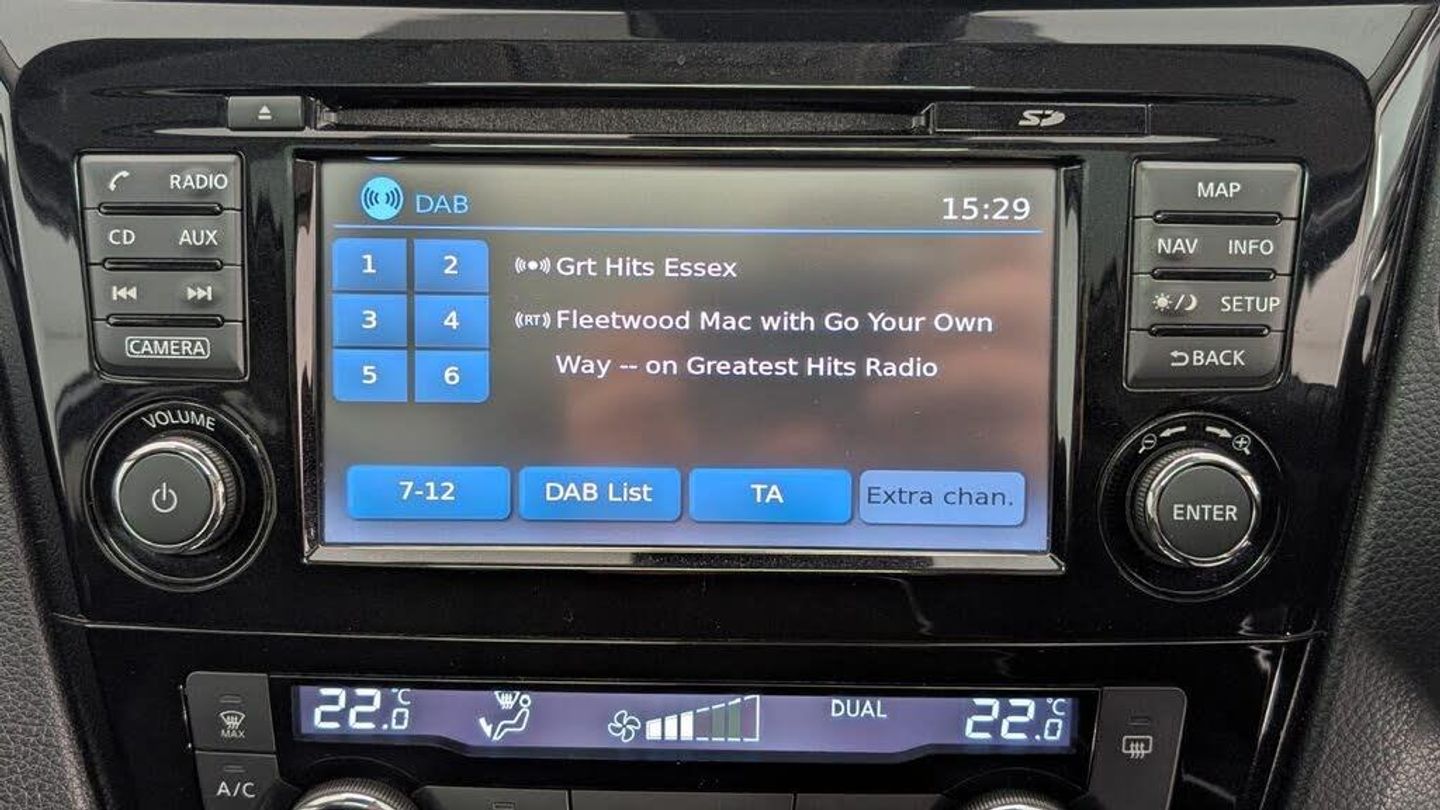 SD
RADIO
CD AUX
CAMERA
VOLUME
DAB 15:29
1 2
3 4
5 6
Grt Hits Essex
(RT) Fleetwood Mac with Go Your Own
Way -- on Greatest Hits Radio
7-12 DAB List TA Extra chan.
MAP
NAV INFO
SETUP
BACK
ENTER
22.0 °C DUAL 22.0 °C
MAX
A/C